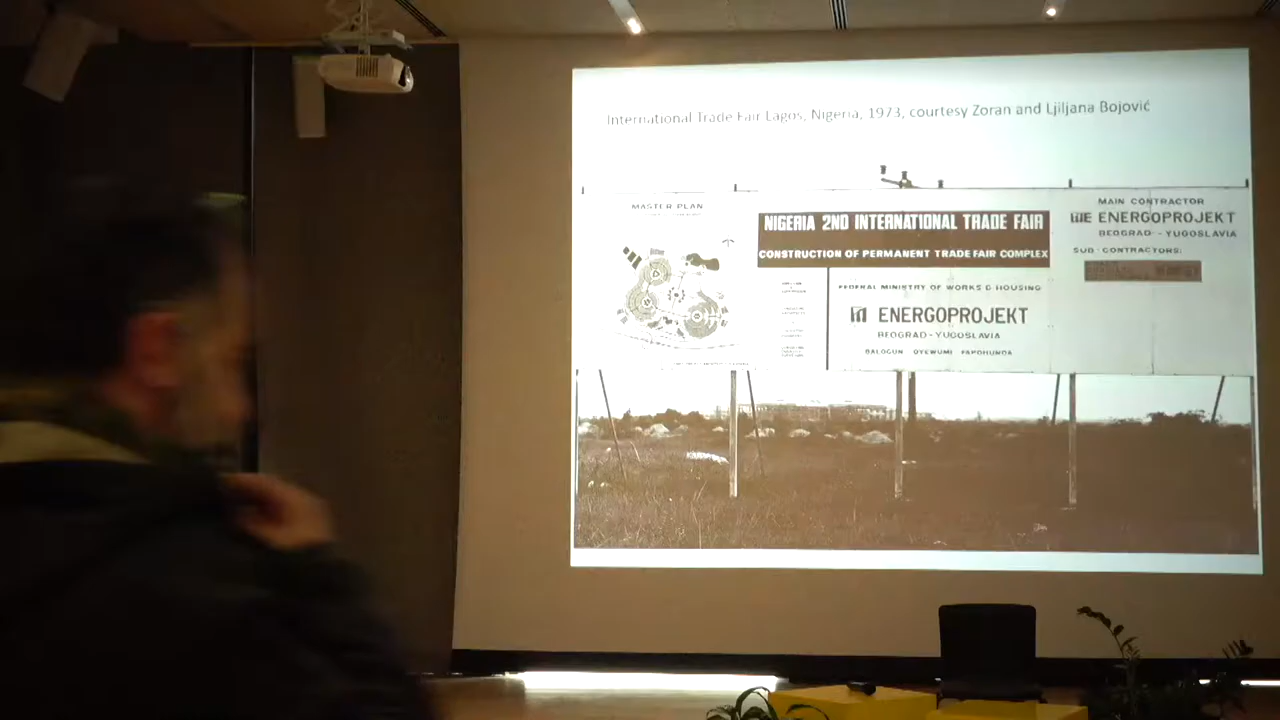 International Trade Fair Lagos, Nigeria, 1973, courtesy Zoran and Ljiljana Bojović
MASTER PLAN
NIGERIA 2ND INTERNATIONAL TRADE FAIR
CONSTRUCTION OF PERMANENT TRADE FAIR COMPLEX
FEDERAL MINISTRY OF WORKS & HOUSING
ENERGOPROJEKT
BEOGRAD - YUGOSLAVIA
BALOGUN OYEWUMI FAPOHUNDA
MAIN CONTRACTOR
ENERGOPROJEKT
BEOGRAD - YUGOSLAVIA
SUB-CONTRACTORS: